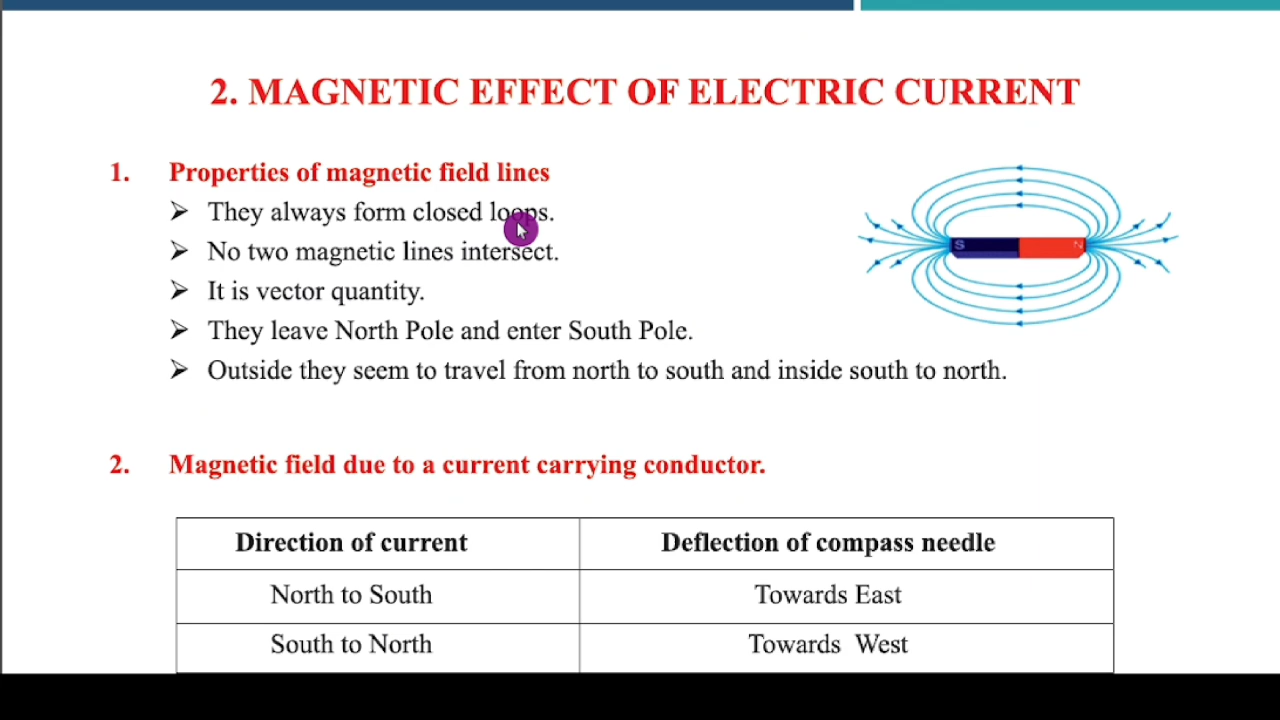 2. MAGNETIC EFFECT OF ELECTRIC CURRENT
1. Properties of magnetic field lines
➢ They always form closed loops.
➢ No two magnetic lines intersect.
➢ It is vector quantity.
➢ They leave North Pole and enter South Pole.
➢ Outside they seem to travel from north to south and inside south to north.
S N
2. Magnetic field due to a current carrying conductor.
Direction of current Deflection of compass needle
North to South Towards East
South to North Towards West